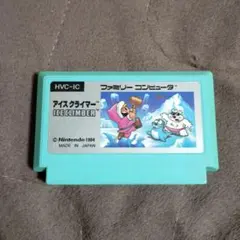 HVC-IC
ファミリー コンピュータ
アイスクライマー
ICE CLIMBER
©Nintendo 1984
MADE IN JAPAN